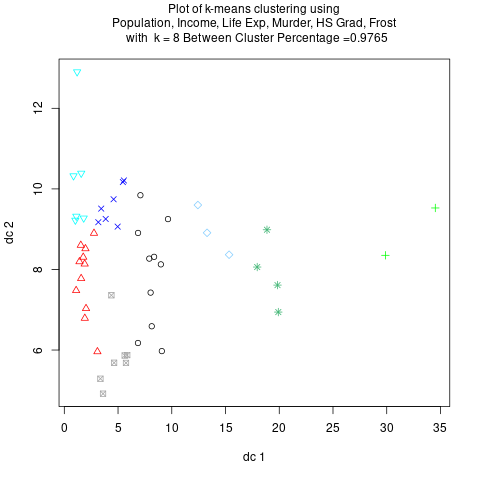 Plot of k-means clustering using
Population, Income, Life Exp, Murder, HS Grad, Frost
with k = 8 Between Cluster Percentage =0.9765
12
10
8
6
dc 2
0 5 10 15 20 25 30 35
dc 1